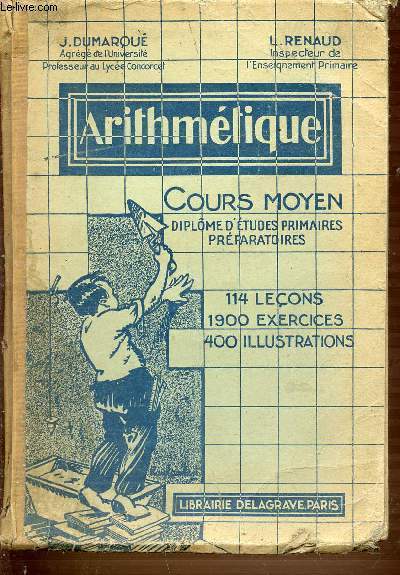 Le-livre.com
J. DUMARQUÉ
Agrégé de l'Université
Professeur au Lycée Condorcet
L. RENAUD
Inspecteur de
l'Enseignement Primaire
Arithmétique
COURS MOYEN
DIPLÔME D'ÉTUDES PRIMAIRES
PRÉPARATOIRES
114 LEÇONS
1900 EXERCICES
400 ILLUSTRATIONS
LIBRAIRIE DELAGRAVE.PARIS